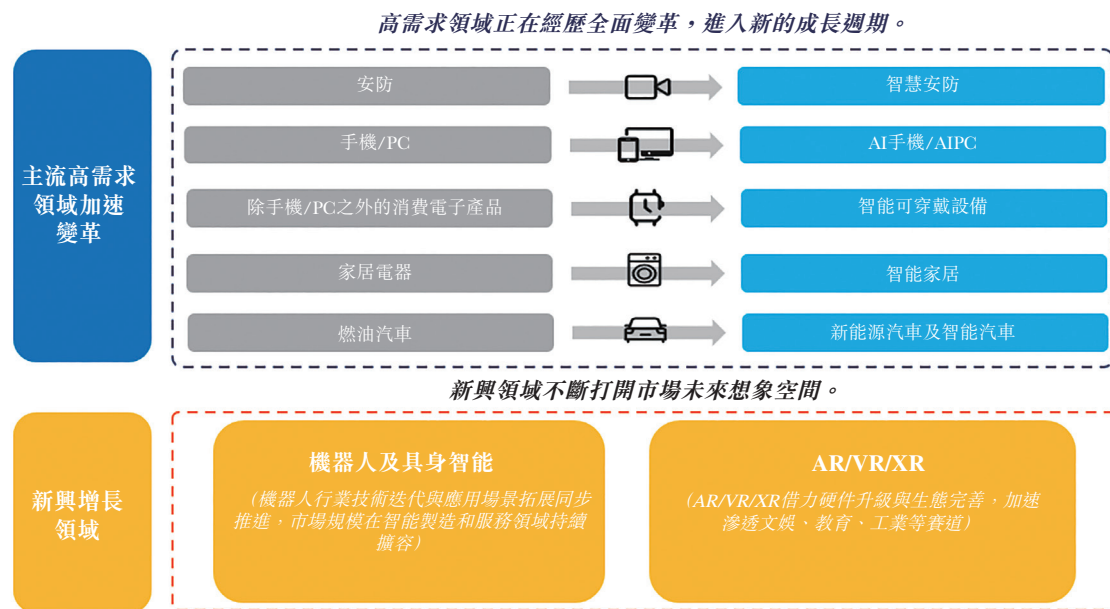 高需求領域正在經歷全面變革，進入新的成長週期。
主流高需求
領域加速
變革
安防
智慧安防
手機/PC
AI手機/AIPC
除手機/PC之外的消費電子產品
智能可穿戴設備
家居電器
智能家居
燃油汽車
新能源汽車及智能汽車
新興領域不斷打開市場未來想象空間。
新興增長
領域
機器人及具身智能
（機器人行業技術迭代與應用場景拓展同步
推進，市場規模在智能製造和服務領域持續
擴容）
AR/VR/XR
（AR/VR/XR借力硬件升級與生態完善，加速
滲透文娛、教育、工業等賽道）